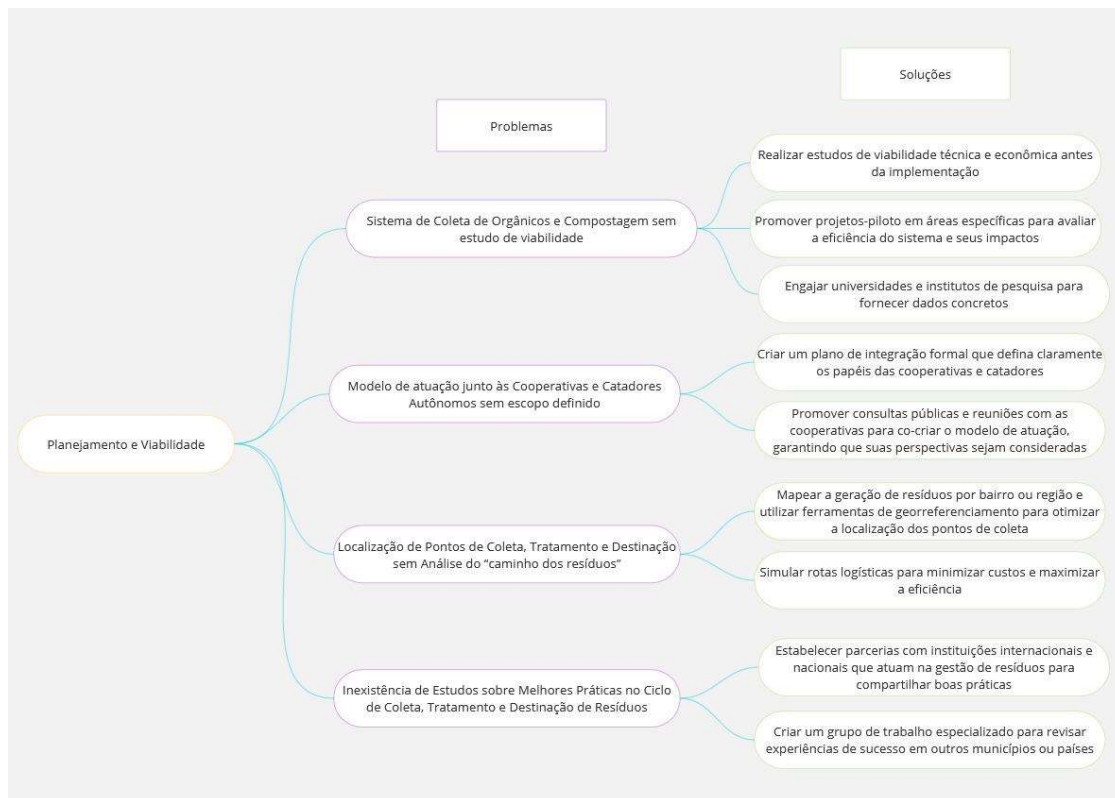 Soluções
Problemas
Planejamento e Viabilidade
Sistema de Coleta de Orgânicos e Compostagem sem
estudo de viabilidade
Realizar estudos de viabilidade técnica e econômica antes
da implementação
Promover projetos-piloto em áreas específicas para avaliar
a eficiência do sistema e seus impactos
Engajar universidades e institutos de pesquisa para
fornecer dados concretos
Modelo de atuação junto às Cooperativas e Catadores
Autônomos sem escopo definido
Criar um plano de integração formal que defina claramente
os papéis das cooperativas e catadores
Promover consultas públicas e reuniões com as
cooperativas para co-criar o modelo de atuação,
garantindo que suas perspectivas sejam consideradas
Localização de Pontos de Coleta, Tratamento e Destinação
sem Análise do "caminho dos resíduos"
Mapear a geração de resíduos por bairro ou região e
utilizar ferramentas de georreferenciamento para otimizar
a localização dos pontos de coleta
Simular rotas logísticas para minimizar custos e maximizar
a eficiência
Inexistência de Estudos sobre Melhores Práticas no Ciclo
de Coleta, Tratamento e Destinação de Resíduos
Estabelecer parcerias com instituições internacionais e
nacionais que atuam na gestão de resíduos para
compartilhar boas práticas
Criar um grupo de trabalho especializado para revisar
experiências de sucesso em outros municípios ou países